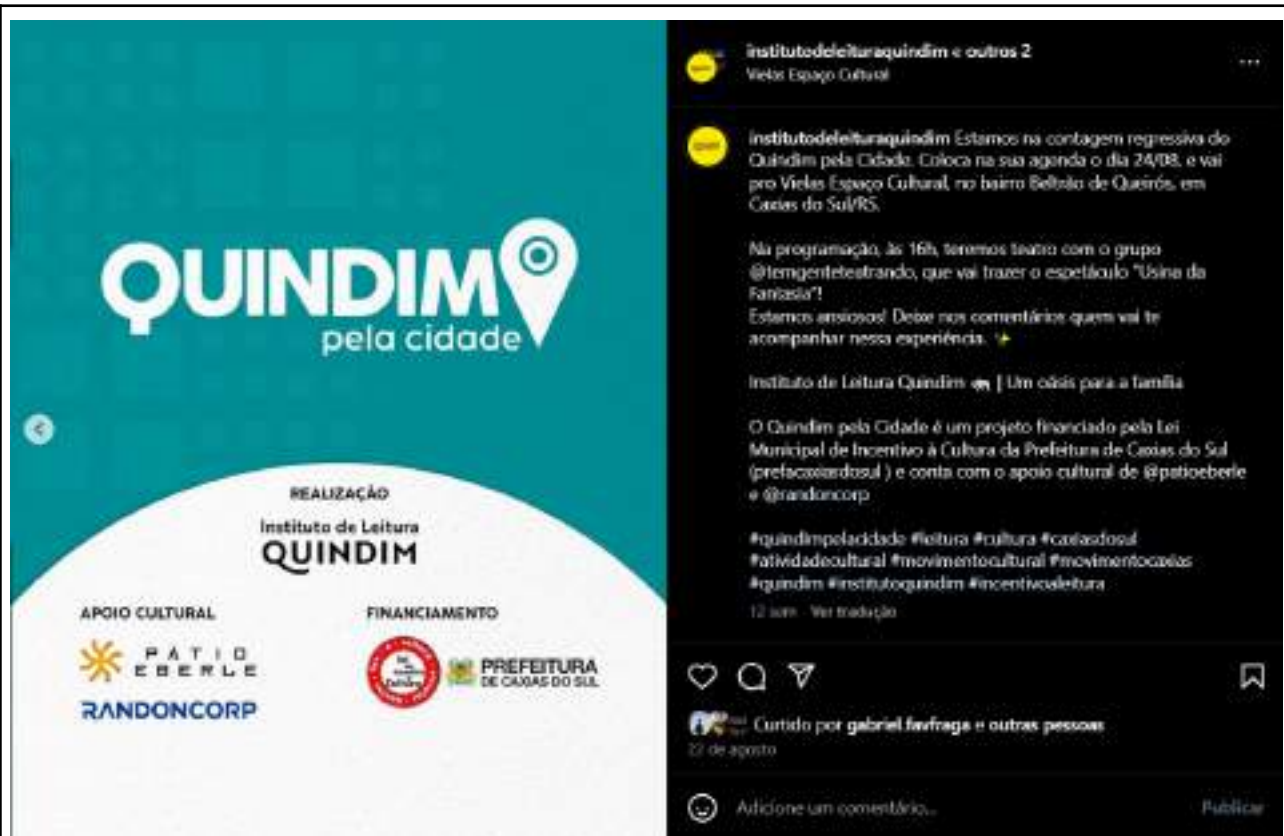 QUINDIM
pela cidade
REALIZAÇÃO
Instituto de Leitura
QUINDIM
APOIO CULTURAL
PÁTIO
EBERLE
RANDONCORP
FINANCIAMENTO
PREFEITURA
DE CAXIAS DO SUL
institutodeleituraquindim e outros 2
Vielas Espaço Cultural
institutodeleituraquindim Estamos na contagem regressiva do
Quindim pela Cidade. Coloca na sua agenda o dia 24/08, e vai
pro Vielas Espaço Cultural, no bairro Beltrão de Queirós, em
Caxias do Sul/RS.
Na programação, às 16h, teremos teatro com o grupo
@temgenteteatrando, que vai trazer o espetáculo "Usina da
Fantasia"!
Estamos ansiosos! Deixe nos comentários quem vai te
acompanhar nessa experiência.
Instituto de Leitura Quindim | Um oásis para a família
O Quindim pela Cidade é um projeto financiado pela Lei
Municipal de Incentivo à Cultura da Prefeitura de Caxias do Sul
(prefacaxiasdosul ) e conta com o apoio cultural de @patioeberle
e @randoncorp
#quindimpelacidade #leitura #cultura #caxiasdosul
#atividadecultural #movimentocultural #movimentocaxias
#quindim #institutoquindim #incentivoaleitura
12 sem Ver tradução
Curtido por gabriel.favfraga e outras pessoas
22 de agosto
Adicione um comentário...
Publicar